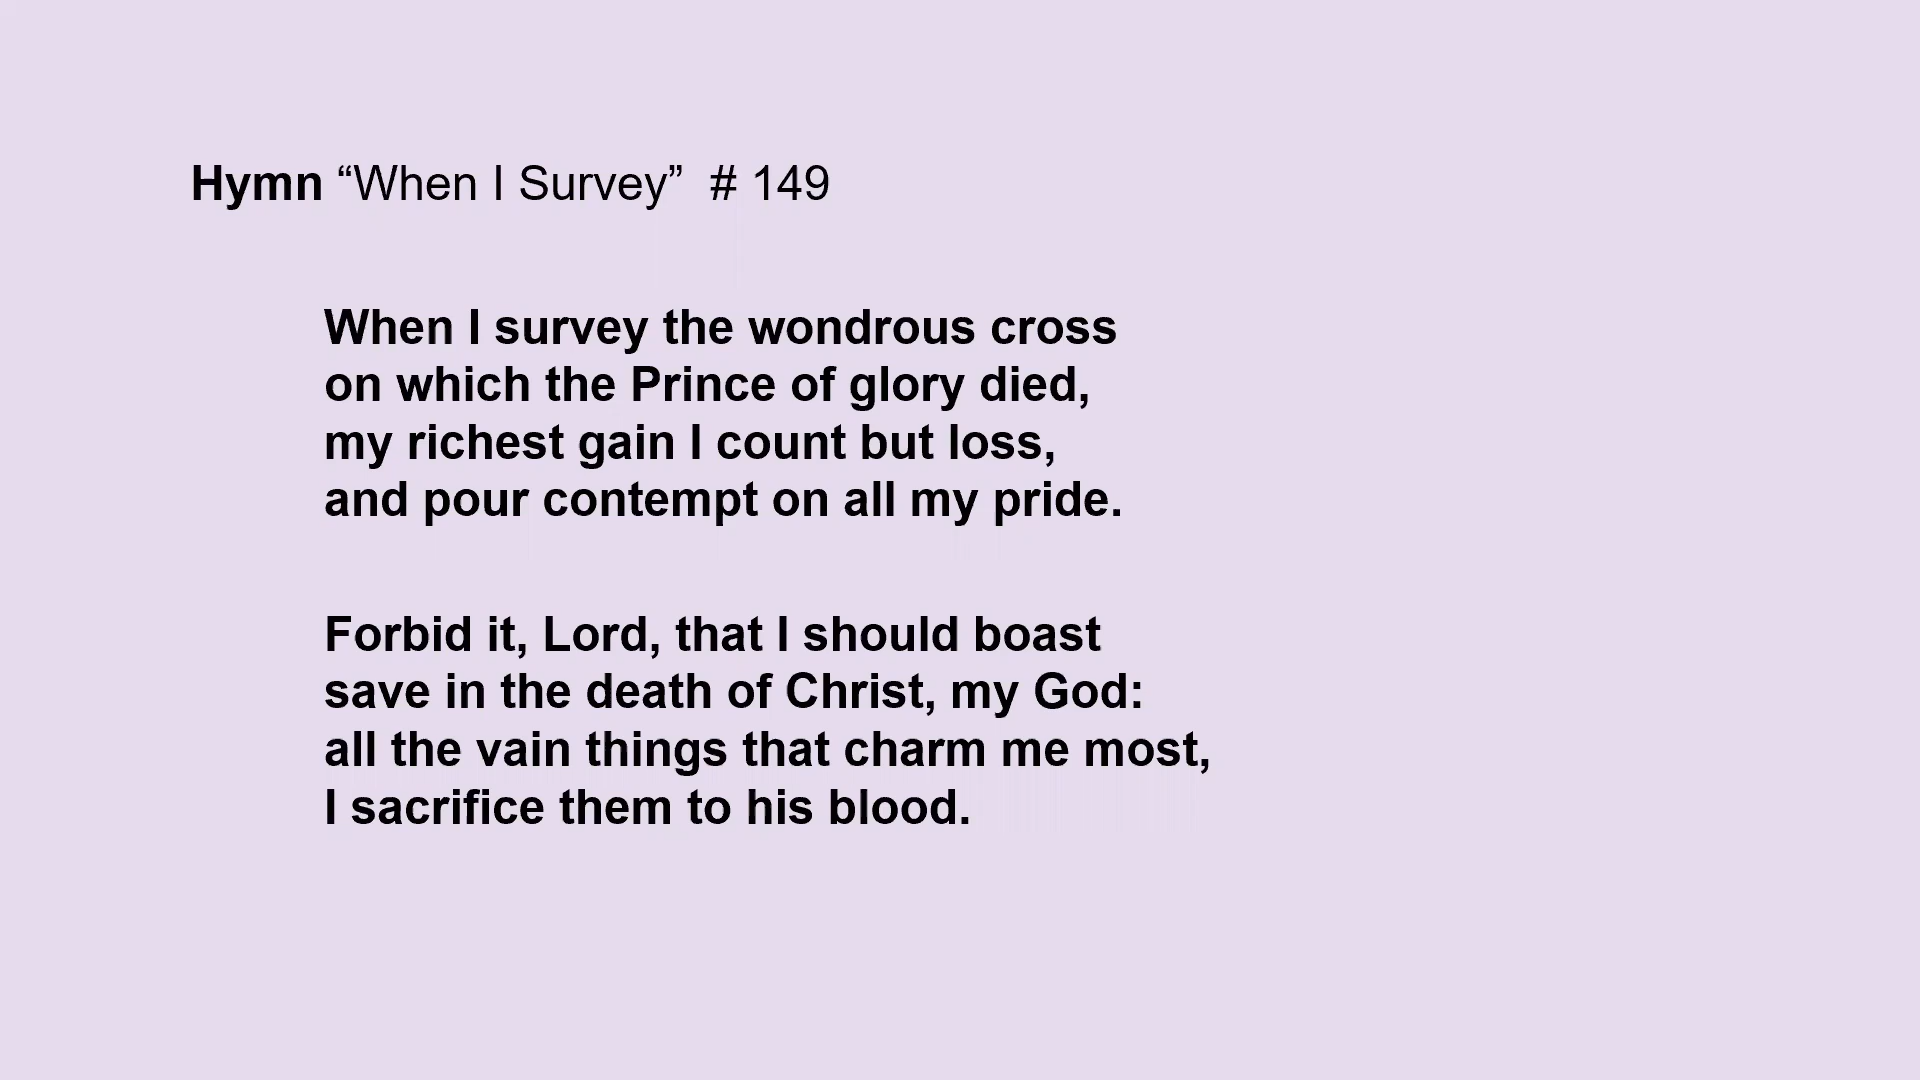 Hymn “When I Survey”  # 149
When I survey the wondrous cross
on which the Prince of glory died,
my richest gain I count but loss,
and pour contempt on all my pride.
Forbid it, Lord, that I should boast
save in the death of Christ, my God:
all the vain things that charm me most,
I sacrifice them to his blood.